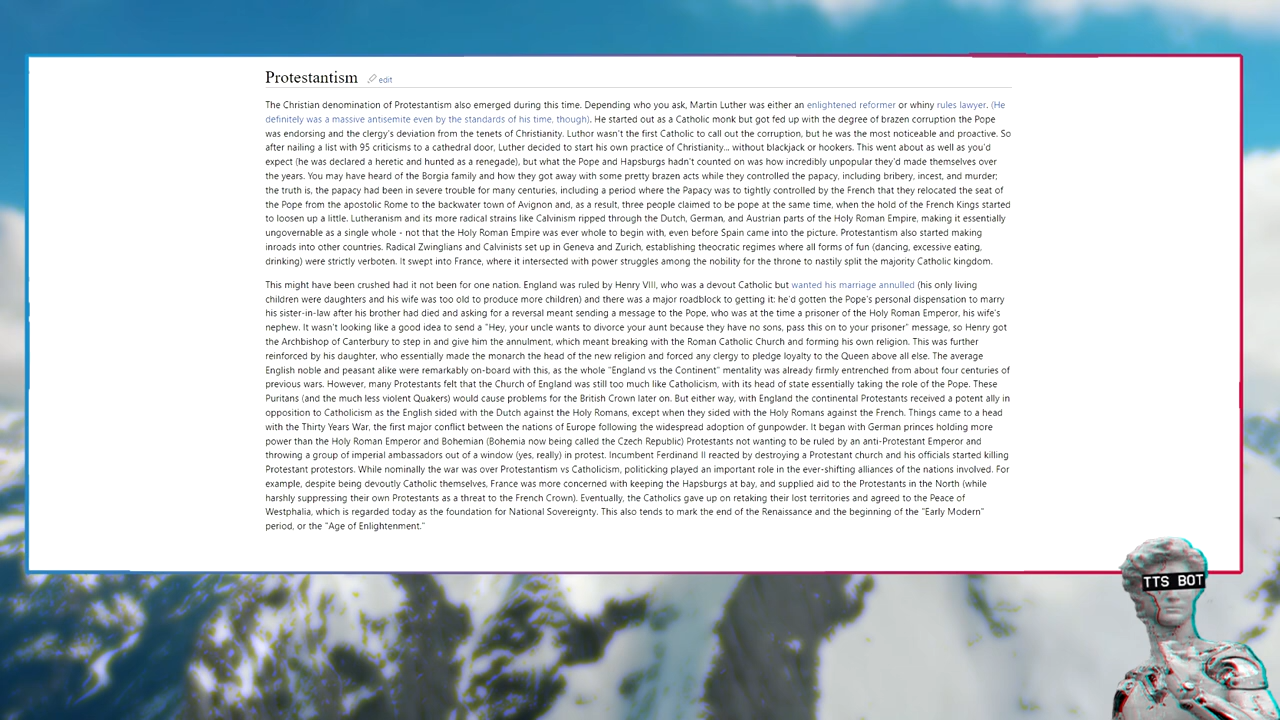 Protestantism edit
The Christian denomination of Protestantism also emerged during this time. Depending who you ask, Martin Luther was either an enlightened reformer or whiny rules lawyer. (He
definitely was a massive antisemite even by the standards of his time, though). He started out as a Catholic monk but got fed up with the degree of brazen corruption the Pope
was endorsing and the clergy's deviation from the tenets of Christianity. Luthor wasn't the first Catholic to call out the corruption, but he was the most noticeable and proactive. So
after nailing a list with 95 criticisms to a cathedral door, Luther decided to start his own practice of Christianity... without blackjack or hookers. This went about as well as you'd
expect (he was declared a heretic and hunted as a renegade), but what the Pope and Hapsburgs hadn't counted on was how incredibly unpopular they'd made themselves over
the years. You may have heard of the Borgia family and how they got away with some pretty brazen acts while they controlled the papacy, including bribery, incest, and murder;
the truth is, the papacy had been in severe trouble for many centuries, including a period where the Papacy was to tightly controlled by the French that they relocated the seat of
the Pope from the apostolic Rome to the backwater town of Avignon and, as a result, three people claimed to be pope at the same time, when the hold of the French Kings started
to loosen up a little. Lutheranism and its more radical strains like Calvinism ripped through the Dutch, German, and Austrian parts of the Holy Roman Empire, making it essentially
ungovernable as a single whole - not that the Holy Roman Empire was ever whole to begin with, even before Spain came into the picture. Protestantism also started making
inroads into other countries. Radical Zwinglians and Calvinists set up in Geneva and Zurich, establishing theocratic regimes where all forms of fun (dancing, excessive eating,
drinking) were strictly verboten. It swept into France, where it intersected with power struggles among the nobility for the throne to nastily split the majority Catholic kingdom.
This might have been crushed had it not been for one nation. England was ruled by Henry VIII, who was a devout Catholic but wanted his marriage annulled (his only living
children were daughters and his wife was too old to produce more children) and there was a major roadblock to getting it: he'd gotten the Pope's personal dispensation to marry
his sister-in-law after his brother had died and asking for a reversal meant sending a message to the Pope, who was at the time a prisoner of the Holy Roman Emperor, his wife's
nephew. It wasn't looking like a good idea to send a "Hey, your uncle wants to divorce your aunt because they have no sons, pass this on to your prisoner" message, so Henry got
the Archbishop of Canterbury to step in and give him the annulment, which meant breaking with the Roman Catholic Church and forming his own religion. This was further
reinforced by his daughter, who essentially made the monarch the head of the new religion and forced any clergy to pledge loyalty to the Queen above all else. The average
English noble and peasant alike were remarkably on-board with this, as the whole "England vs the Continent" mentality was already firmly entrenched from about four centuries of
previous wars. However, many Protestants felt that the Church of England was still too much like Catholicism, with its head of state essentially taking the role of the Pope. These
Puritans (and the much less violent Quakers) would cause problems for the British Crown later on. But either way, with England the continental Protestants received a potent ally in
opposition to Catholicism as the English sided with the Dutch against the Holy Romans, except when they sided with the Holy Romans against the French. Things came to a head
with the Thirty Years War, the first major conflict between the nations of Europe following the widespread adoption of gunpowder. It began with German princes holding more
power than the Holy Roman Emperor and Bohemian (Bohemia now being called the Czech Republic) Protestants not wanting to be ruled by an anti-Protestant Emperor and
throwing a group of imperial ambassadors out of a window (yes, really) in protest. Incumbent Ferdinand II reacted by destroying a Protestant church and his officials started killing
Protestant protestors. While nominally the war was over Protestantism vs Catholicism, politicking played an important role in the ever-shifting alliances of the nations involved. For
example, despite being devoutly Catholic themselves, France was more concerned with keeping the Hapsburgs at bay, and supplied aid to the Protestants in the North (while
harshly suppressing their own Protestants as a threat to the French Crown). Eventually, the Catholics gave up on retaking their lost territories and agreed to the Peace of
Westphalia, which is regarded today as the foundation for National Sovereignty. This also tends to mark the end of the Renaissance and the beginning of the "Early Modern"
period, or the "Age of Enlightenment."
TTS BOT